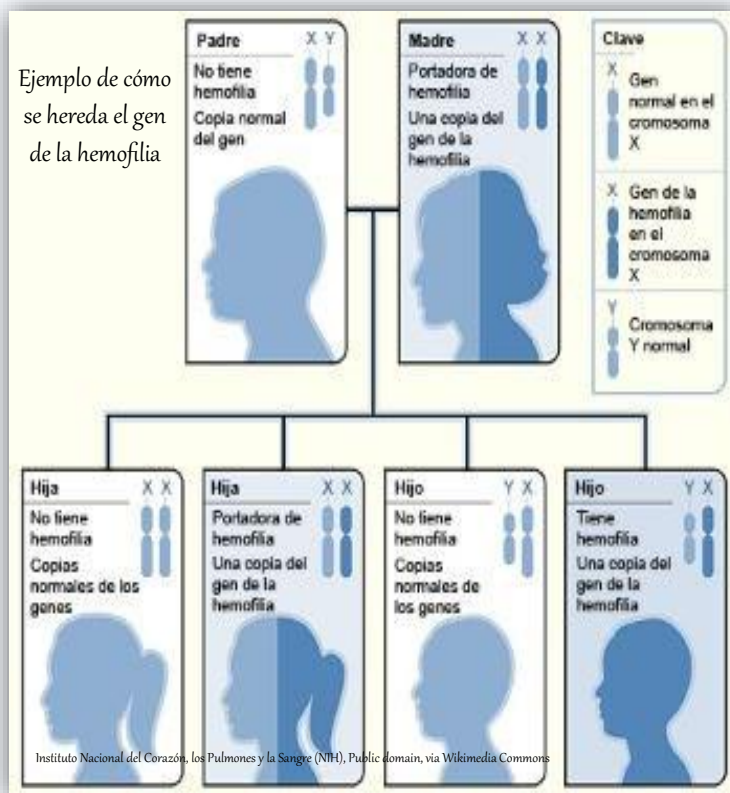 Ejemplo de cómo
se hereda el gen
de la hemofilia
Padre
X Y
No tiene
hemofilia
Copia normal
del gen
Madre
X X
Portadora de
hemofilia
Una copia del
gen de la
hemofilia
Clave
X
Gen
normal en el
cromosoma
X
X
Gen de la
hemofilia
en el
cromosoma
X
Y
Cromosoma
Y normal
Hija
X X
No tiene
hemofilia
Copias
normales de los
genes
Hija
X X
Portadora de
hemofilia
Una copia del
gen de la
hemofilia
Hijo
Y X
No tiene
hemofilia
Copias
normales de
los genes
Hijo
Y X
Tiene
hemofilia
Una copia del
gen de la
hemofilia
Instituto Nacional del Corazón, los Pulmones y la Sangre (NIH), Public domain, via Wikimedia Commons